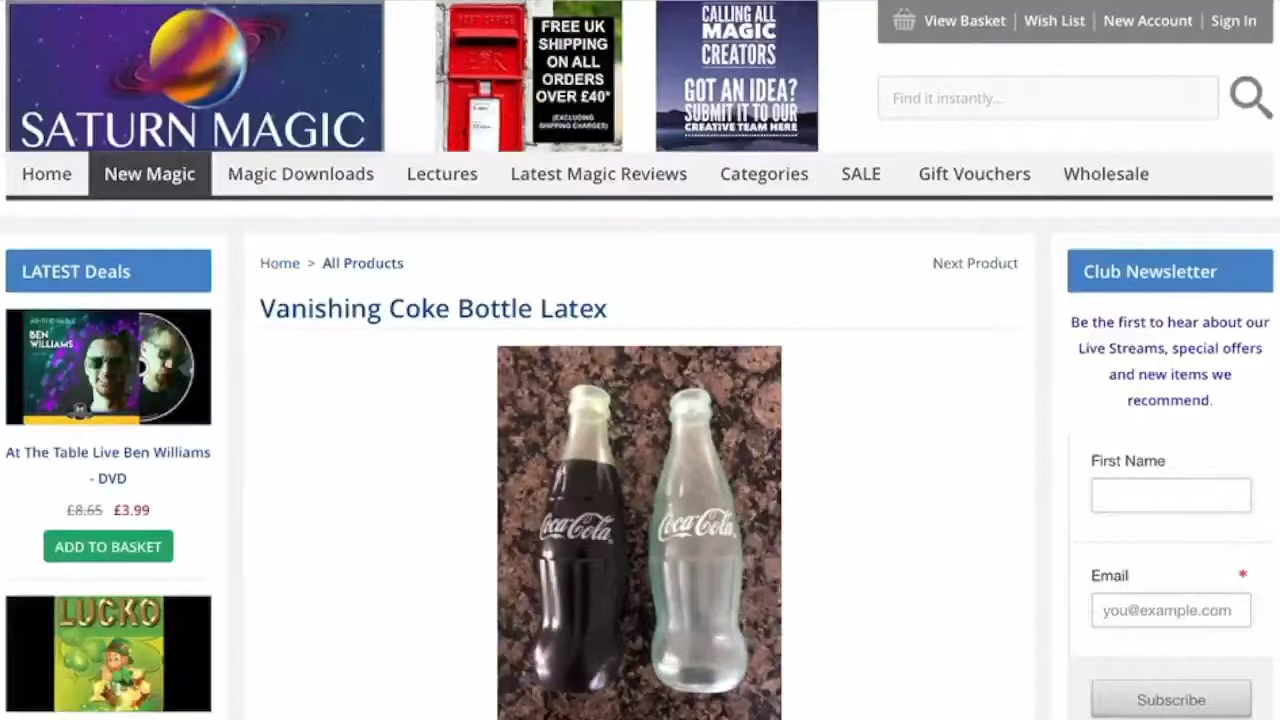 SATURN MAGIC
POST OFFICE
FREE UK
SHIPPING
ON ALL
ORDERS
OVER £40*
(EXCLUDING
SHIPPING CHARGES)
CALLING ALL
MAGIC
CREATORS
GOT AN IDEA?
SUBMIT IT TO OUR
CREATIVE TEAM HERE
View Basket | Wish List | New Account | Sign In
Find it instantly...
Home New Magic Magic Downloads Lectures Latest Magic Reviews Categories SALE Gift Vouchers Wholesale
LATEST Deals
BEN
WILLIAMS
At The Table Live Ben Williams
- DVD
£8.65 £3.99
ADD TO BASKET
LUCKO
Home > All Products
Next Product
Vanishing Coke Bottle Latex
Coca-Cola
Coca-Cola
Club Newsletter
Be the first to hear about our
Live Streams, special offers
and new items we
recommend.
First Name
Email *
you@example.com
Subscribe